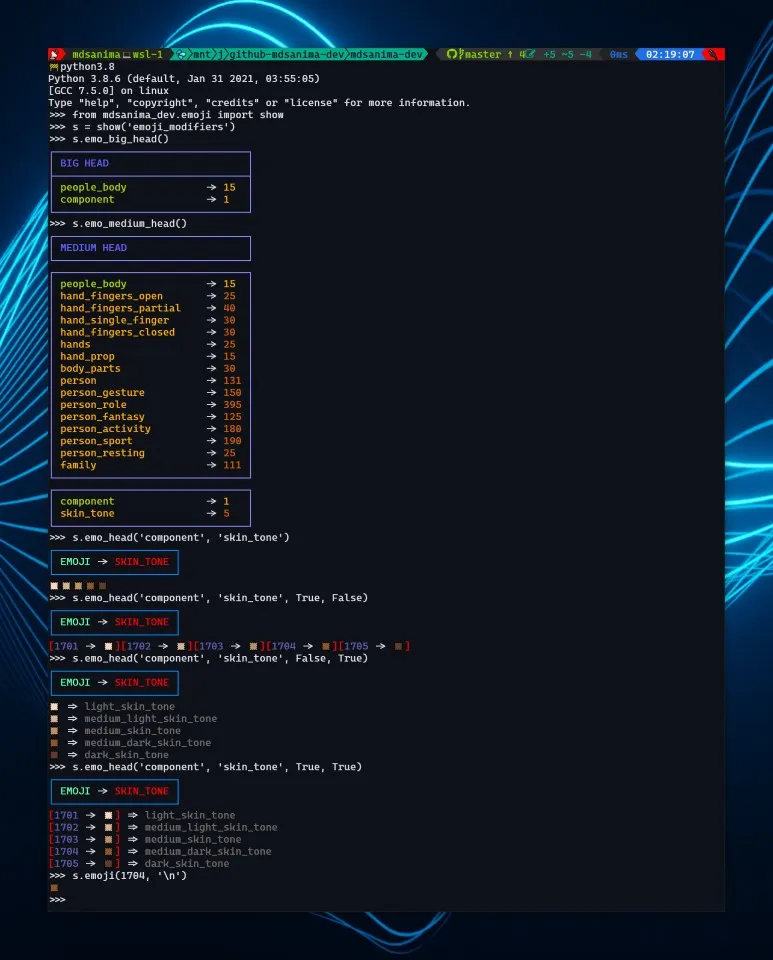 mdsanima wsl-1 mnt j github-mdsanima-dev mdsanima-dev master ↑ 4 +5 ~5 -4 0ms 02:19:07
python3.8
Python 3.8.6 (default, Jan 31 2021, 03:55:05)
[GCC 7.5.0] on linux
Type "help", "copyright", "credits" or "license" for more information.
>>> from mdsanima_dev.emoji import show
>>> s = show('emoji_modifiers')
>>> s.emo_big_head()
BIG HEAD
people_body → 15
component → 1
>>> s.emo_medium_head()
MEDIUM HEAD
people_body → 15
hand_fingers_open → 25
hand_fingers_partial → 40
hand_single_finger → 30
hand_fingers_closed → 30
hands → 25
hand_prop → 15
body_parts → 30
person → 131
person_gesture → 150
person_role → 395
person_fantasy → 125
person_activity → 180
person_sport → 190
person_resting → 25
family → 111
component → 1
skin_tone → 5
>>> s.emo_head('component', 'skin_tone')
EMOJI → SKIN_TONE
>>> s.emo_head('component', 'skin_tone', True, False)
EMOJI → SKIN_TONE
[1701 → 🏻][1702 → 🏼][1703 → 🏽][1704 → 🏾][1705 → 🏿]
>>> s.emo_head('component', 'skin_tone', False, True)
EMOJI → SKIN_TONE
🏻 ⇒ light_skin_tone
🏼 ⇒ medium_light_skin_tone
🏽 ⇒ medium_skin_tone
🏾 ⇒ medium_dark_skin_tone
🏿 ⇒ dark_skin_tone
>>> s.emo_head('component', 'skin_tone', True, True)
EMOJI → SKIN_TONE
[1701 → 🏻] ⇒ light_skin_tone
[1702 → 🏼] ⇒ medium_light_skin_tone
[1703 → 🏽] ⇒ medium_skin_tone
[1704 → 🏾] ⇒ medium_dark_skin_tone
[1705 → 🏿] ⇒ dark_skin_tone
>>> s.emoji(1704, '\n')
🏾
>>>